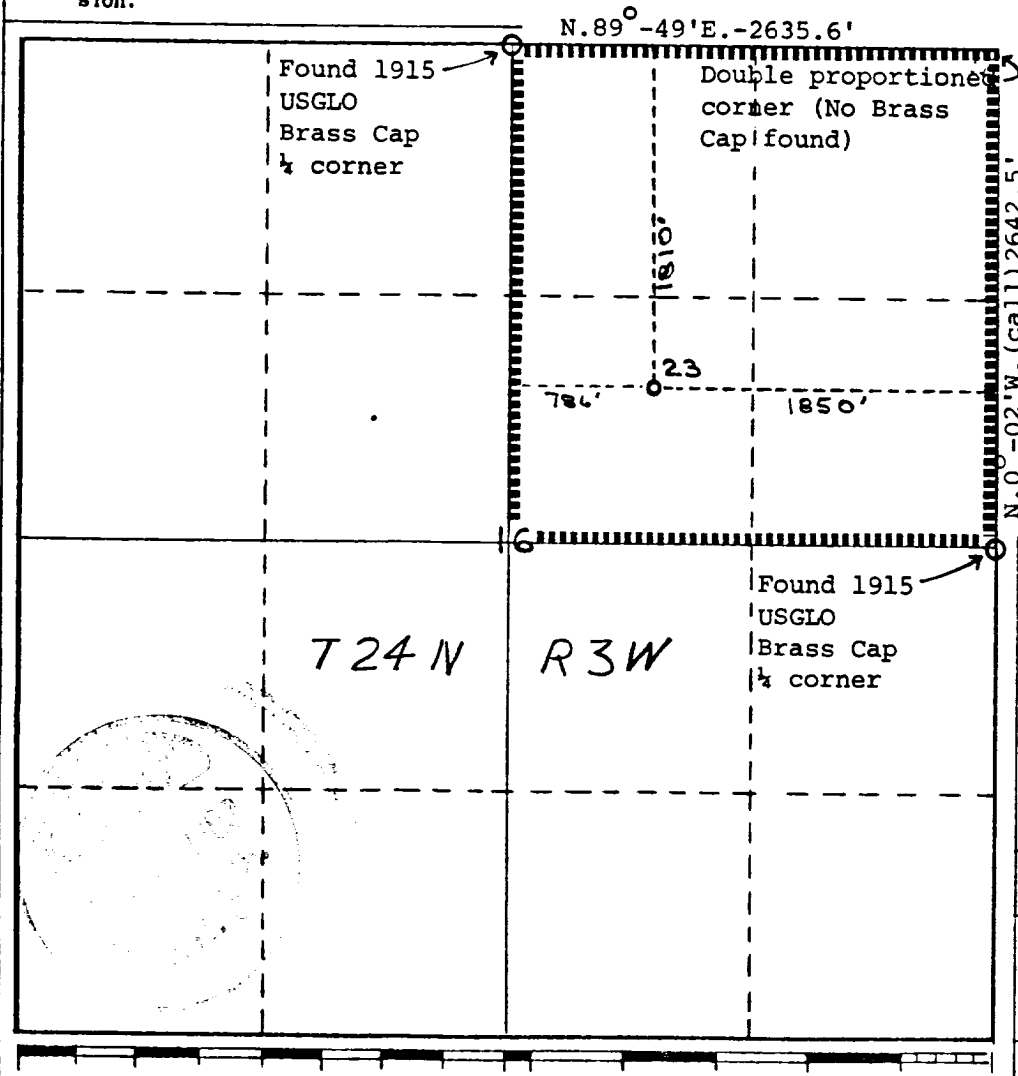 sion.
N.89°-49'E.-2635.6'
Found 1915
USGLO
Brass Cap
¼ corner
Double proportioned
corner (No Brass
Cap found)
N.0°-02'W.(call)2642.5'
1810'
23
786'
1850'
16
Found 1915
USGLO
Brass Cap
¼ corner
T24N R3W